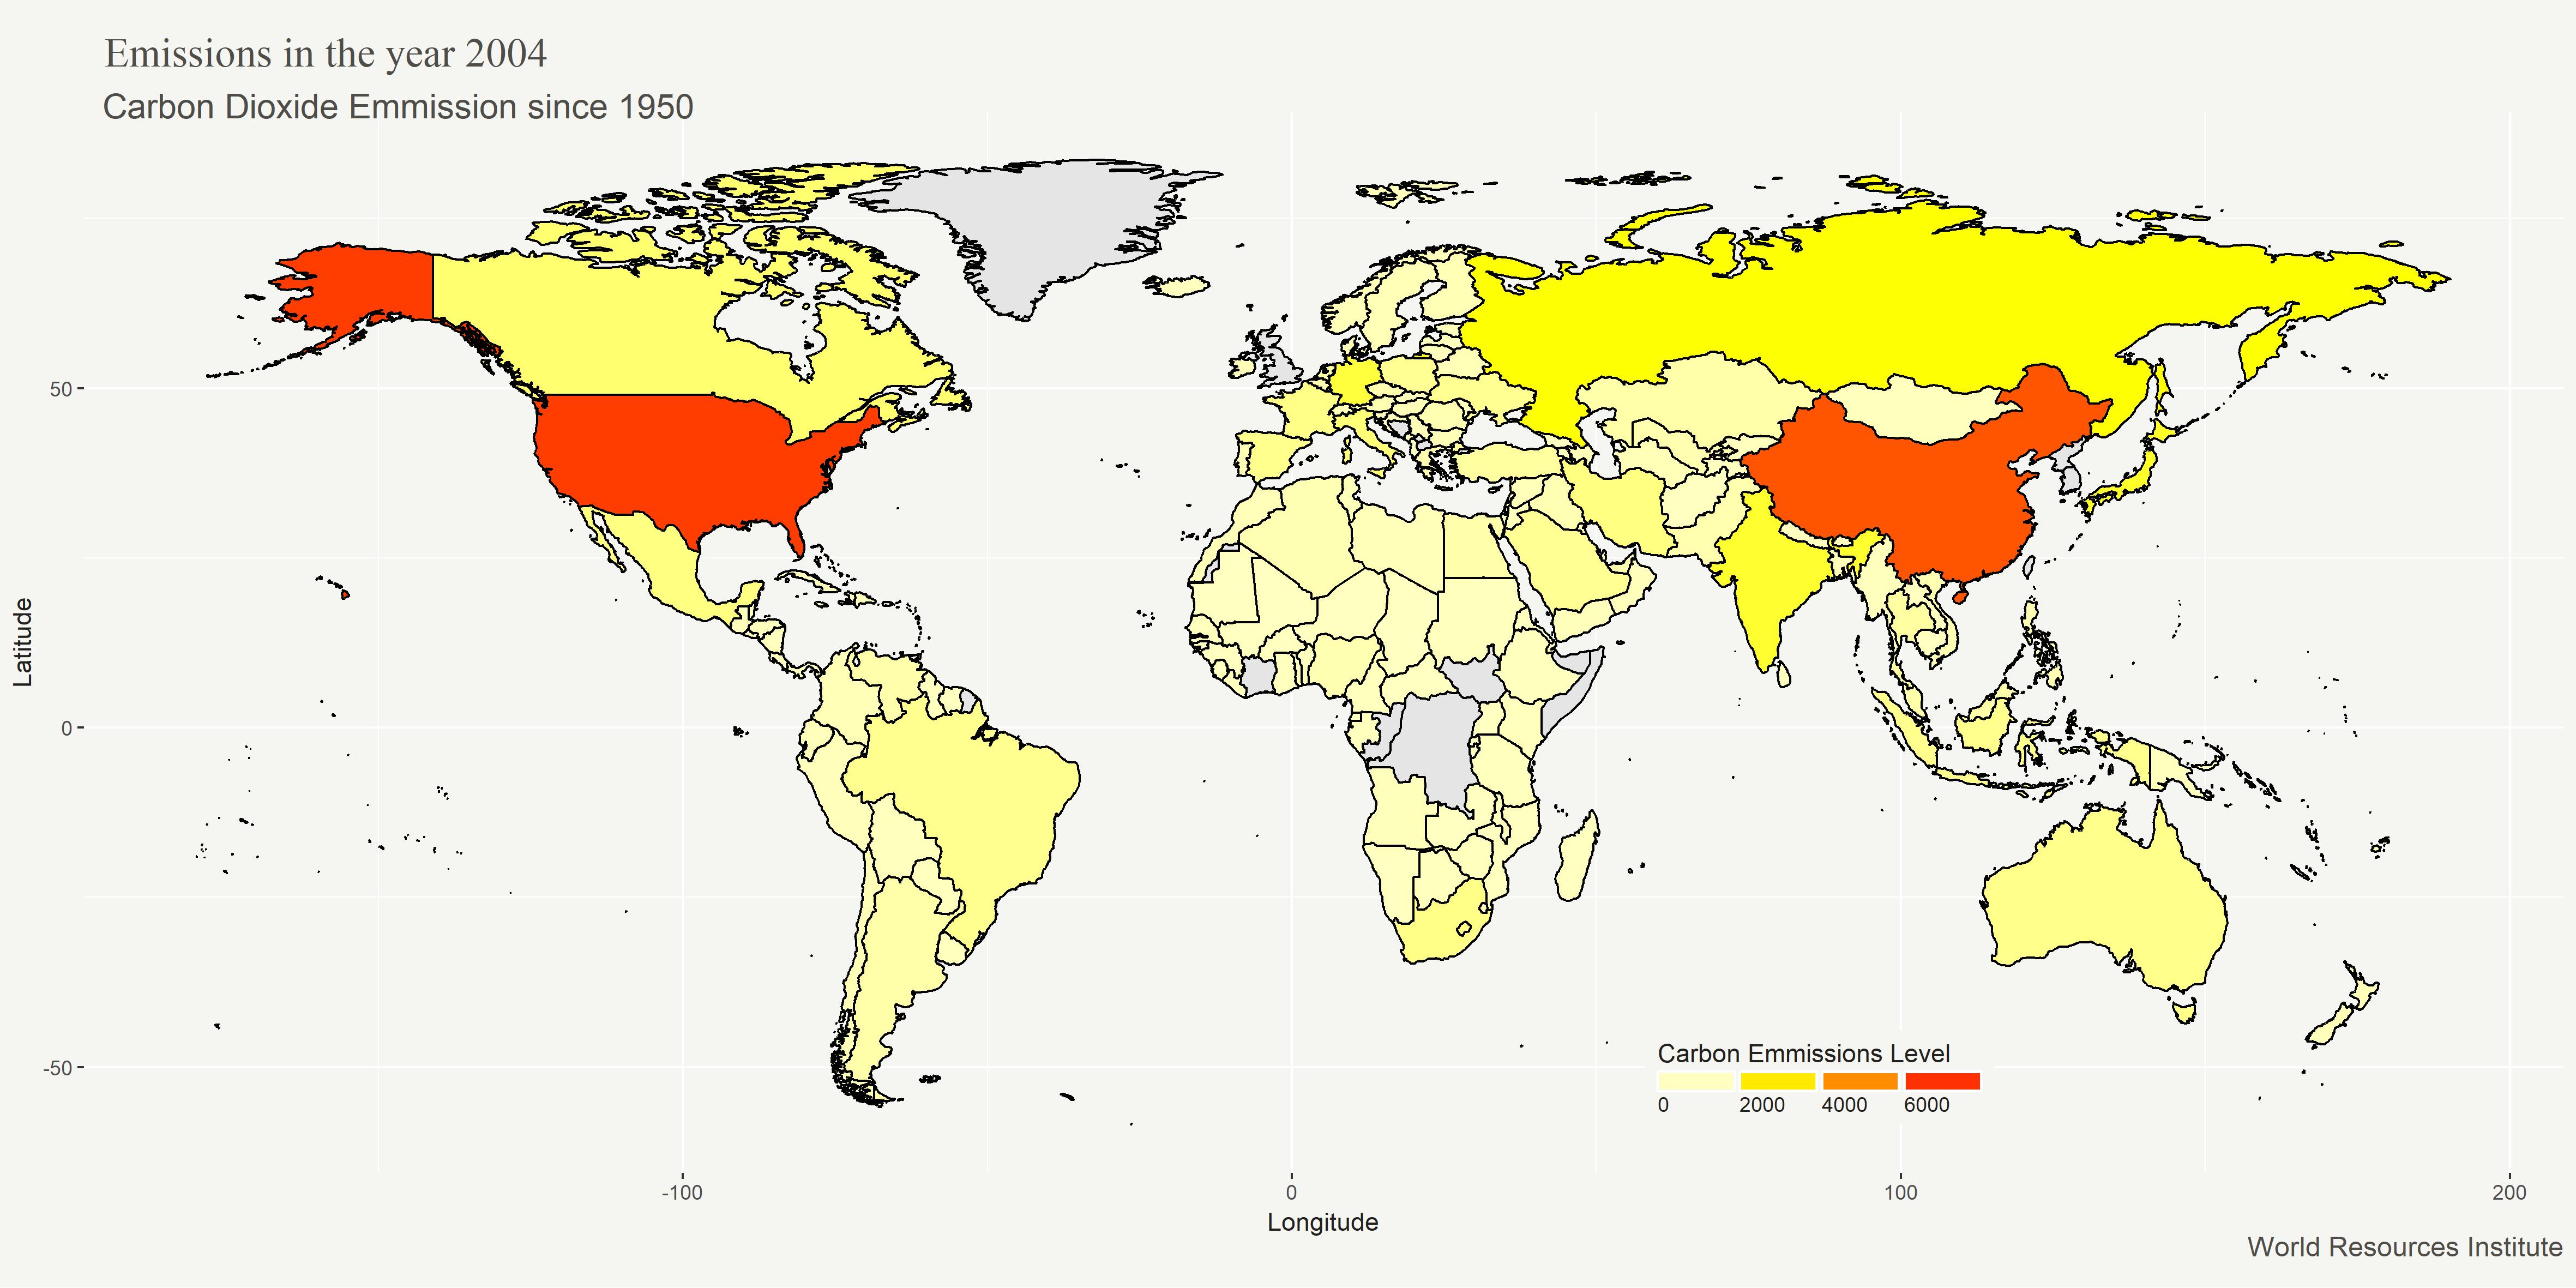 Emissions in the year 2004
Carbon Dioxide Emmission since 1950
50
0
-50
Latitude
Carbon Emmissions Level
0 2000 4000 6000
-100 0 100 200
Longitude
World Resources Institute